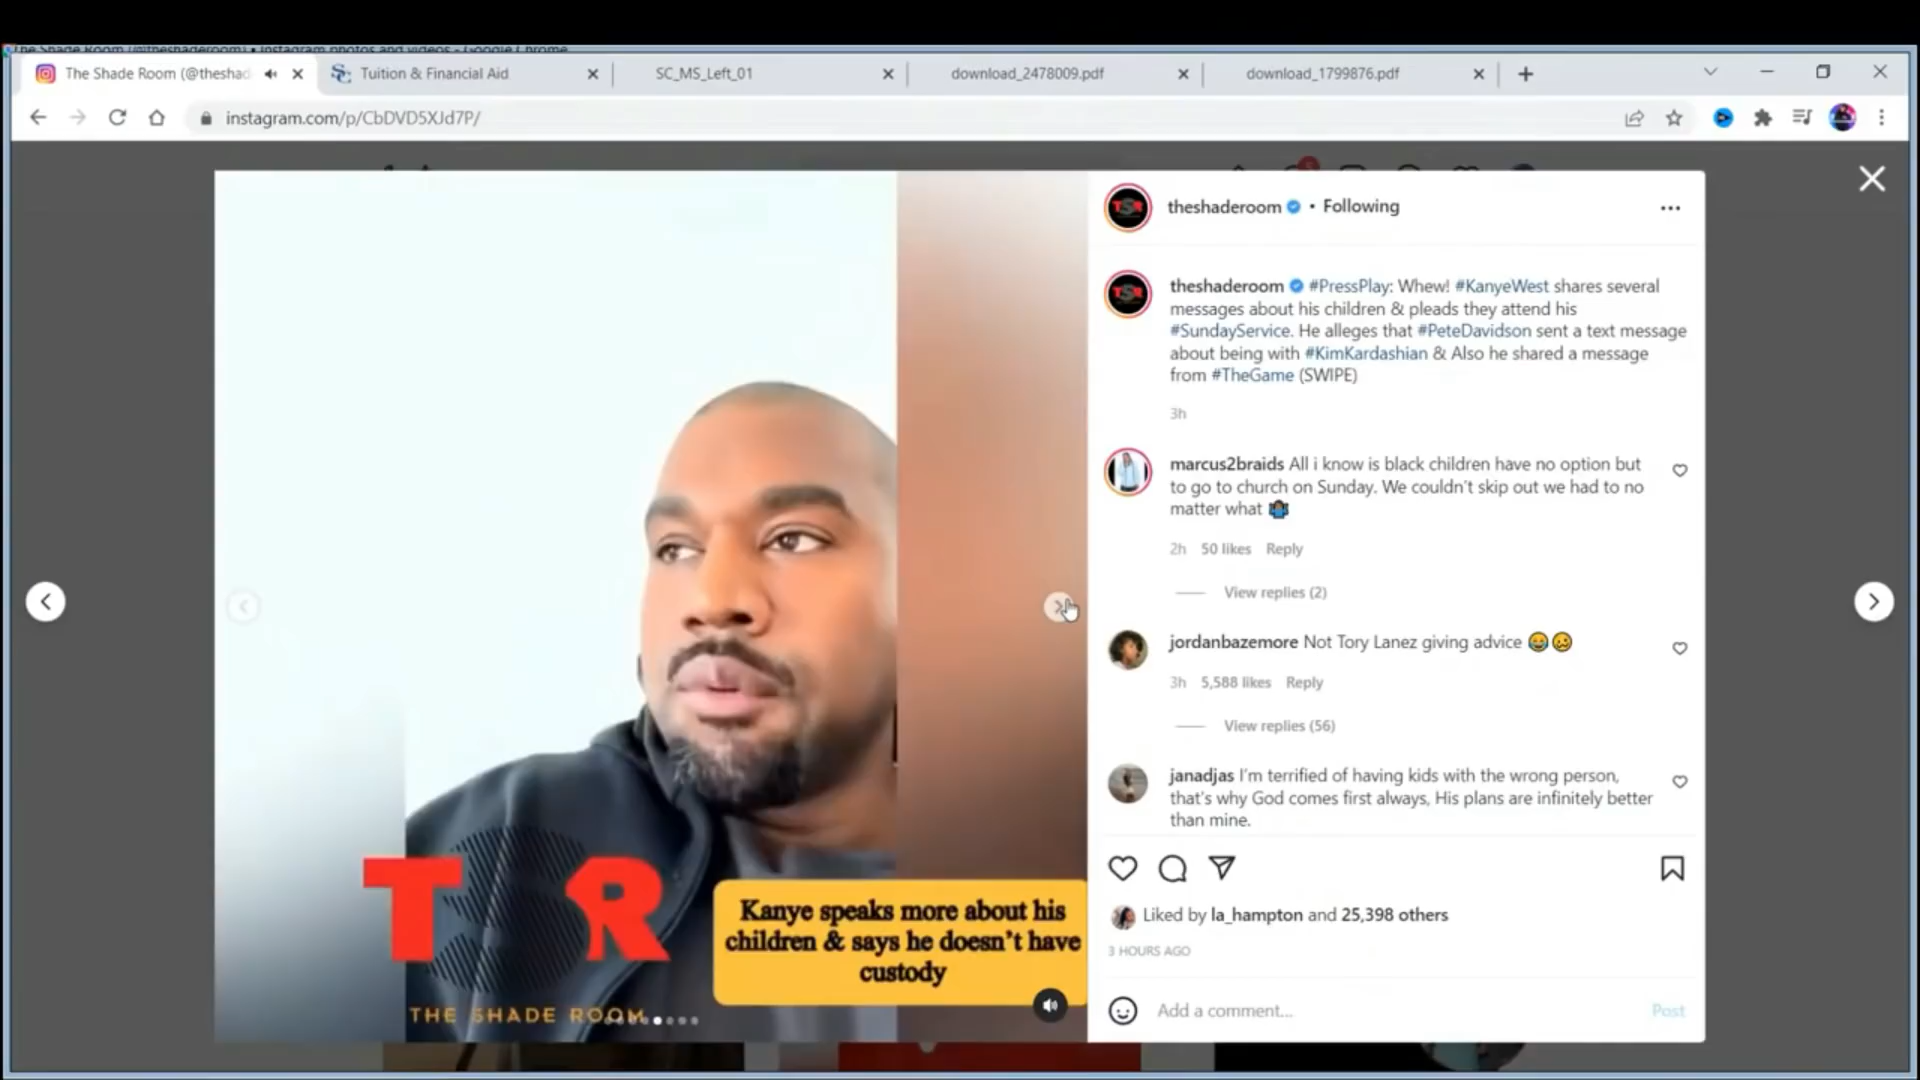 The Shade Room (@theshaderoom) • Instagram photos and videos - Google Chrome
The Shade Room (@theshad
Tuition & Financial Aid
SC_MS_Left_01
download_2478009.pdf
download_1799876.pdf
instagram.com/p/CbDVD5XJd7P/
theshaderoom • Following
theshaderoom #PressPlay: Whew! #KanyeWest shares several
messages about his children & pleads they attend his
#SundayService. He alleges that #PeteDavidson sent a text message
about being with #KimKardashian & Also he shared a message
from #TheGame (SWIPE)
3h
marcus2braids All i know is black children have no option but
to go to church on Sunday. We couldn't skip out we had to no
matter what
2h 50 likes Reply
View replies (2)
jordanbazemore Not Tory Lanez giving advice 😂🥴
3h 5,588 likes Reply
View replies (56)
janadjas I'm terrified of having kids with the wrong person,
that's why God comes first always, His plans are infinitely better
than mine.
Liked by la_hampton and 25,398 others
3 HOURS AGO
Add a comment...
Post
TSR
THE SHADE ROOM
Kanye speaks more about his
children & says he doesn't have
custody